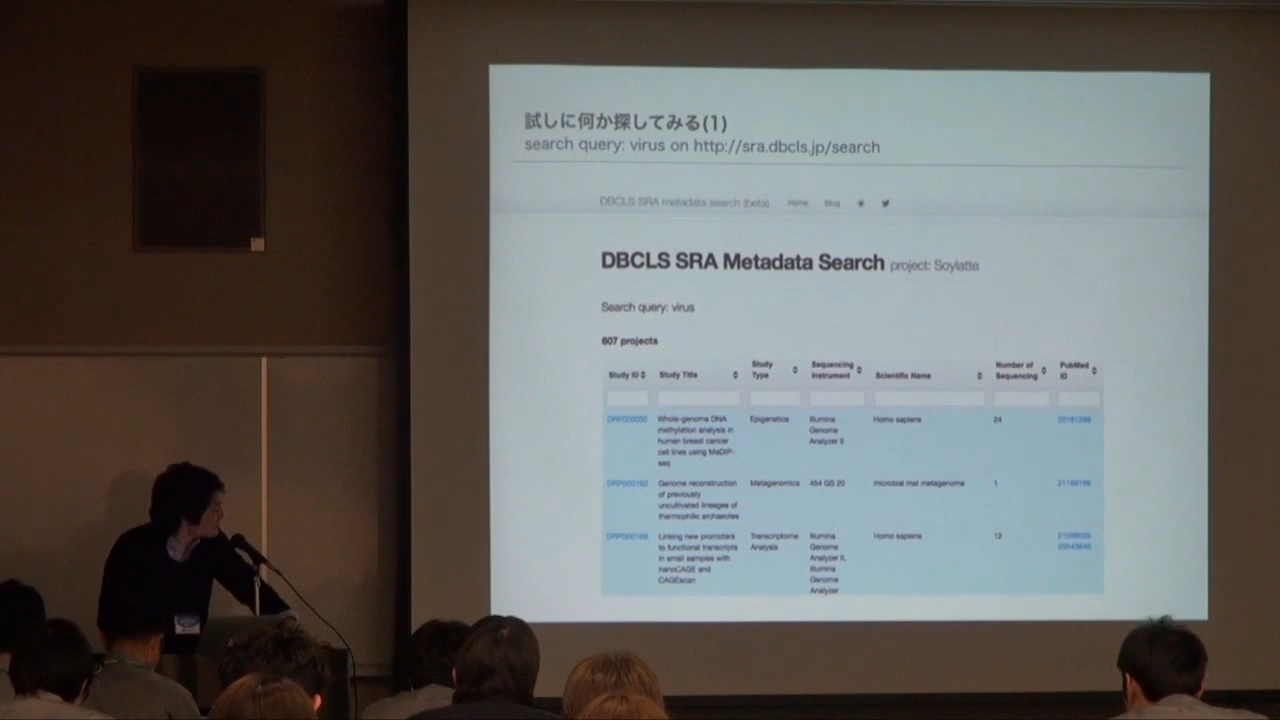 試しに何か探してみる(1)
search query: virus on http://sra.dbcls.jp/search
DBCLS SRA metadata search (beta) Home Blog
DBCLS SRA Metadata Search project: Soylatte
Search query: virus
607 projects
Study ID
Study Title
Study
Type
Sequencing
Instrument
Scientific Name
Number of
Sequencing
PubMed
ID
Whole-genome DNA
methylation analysis in
human breast cancer
cell lines using MeDIP-
seq
Epigenetics
Illumina
Genome
Analyzer II
Homo sapiens
24
Genome reconstruction
of previously
uncultivated lineages of
thermophilic archaeotes
Metagenomics
454 GS 20
microbial mat metagenome
1
Linking new promoters
to functional transcripts
in small samples with
nanoCAGE and
CAGEscan
Transcriptome
Analysis
Illumina
Genome
Analyzer II,
Illumina
Genome
Analyzer
Homo sapiens
12